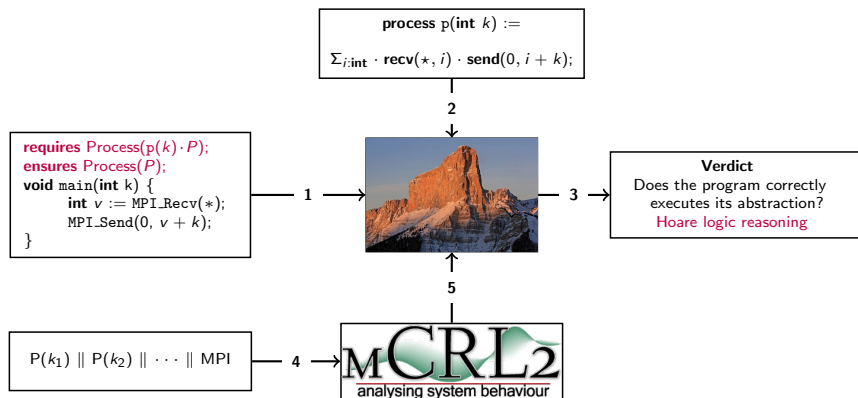 process p(int k) :=
Σ_{i:int} · recv(⋆, i) · send(0, i + k);
2
requires Process(p(k)·P);
ensures Process(P);
void main(int k) {
int v := MPI_Recv(*);
MPI_Send(0, v + k);
}
1
3
Verdict
Does the program correctly
executes its abstraction?
Hoare logic reasoning
5
P(k₁) ∥ P(k₂) ∥ · · · ∥ MPI
4
mCRL2
analysing system behaviour